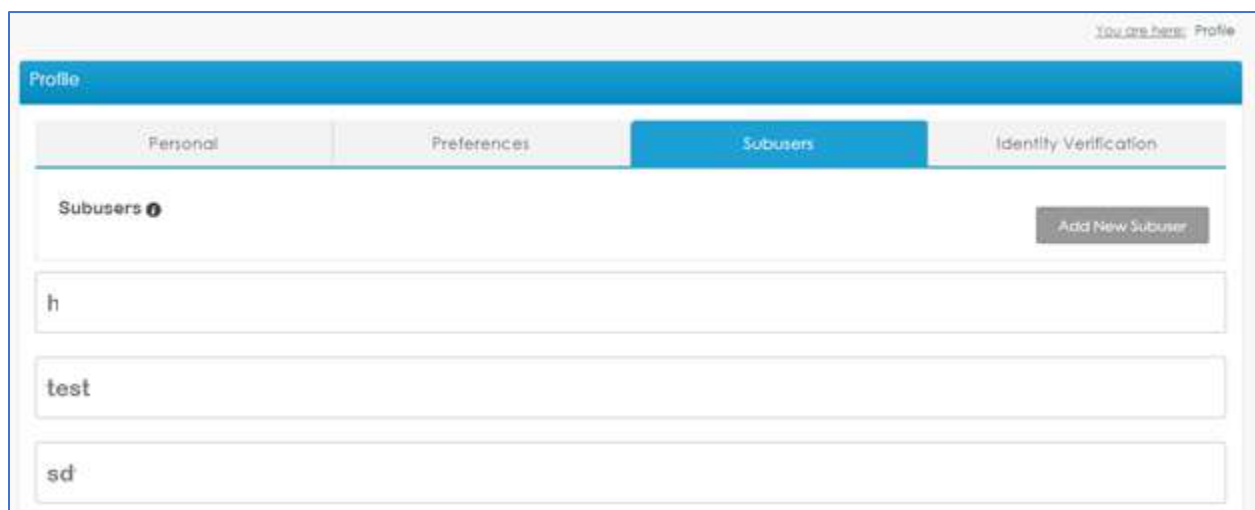 You are here: Profile
Profile
Personal Preferences Subusers Identity Verification
Subusers
Add New Subuser
h
test
sd